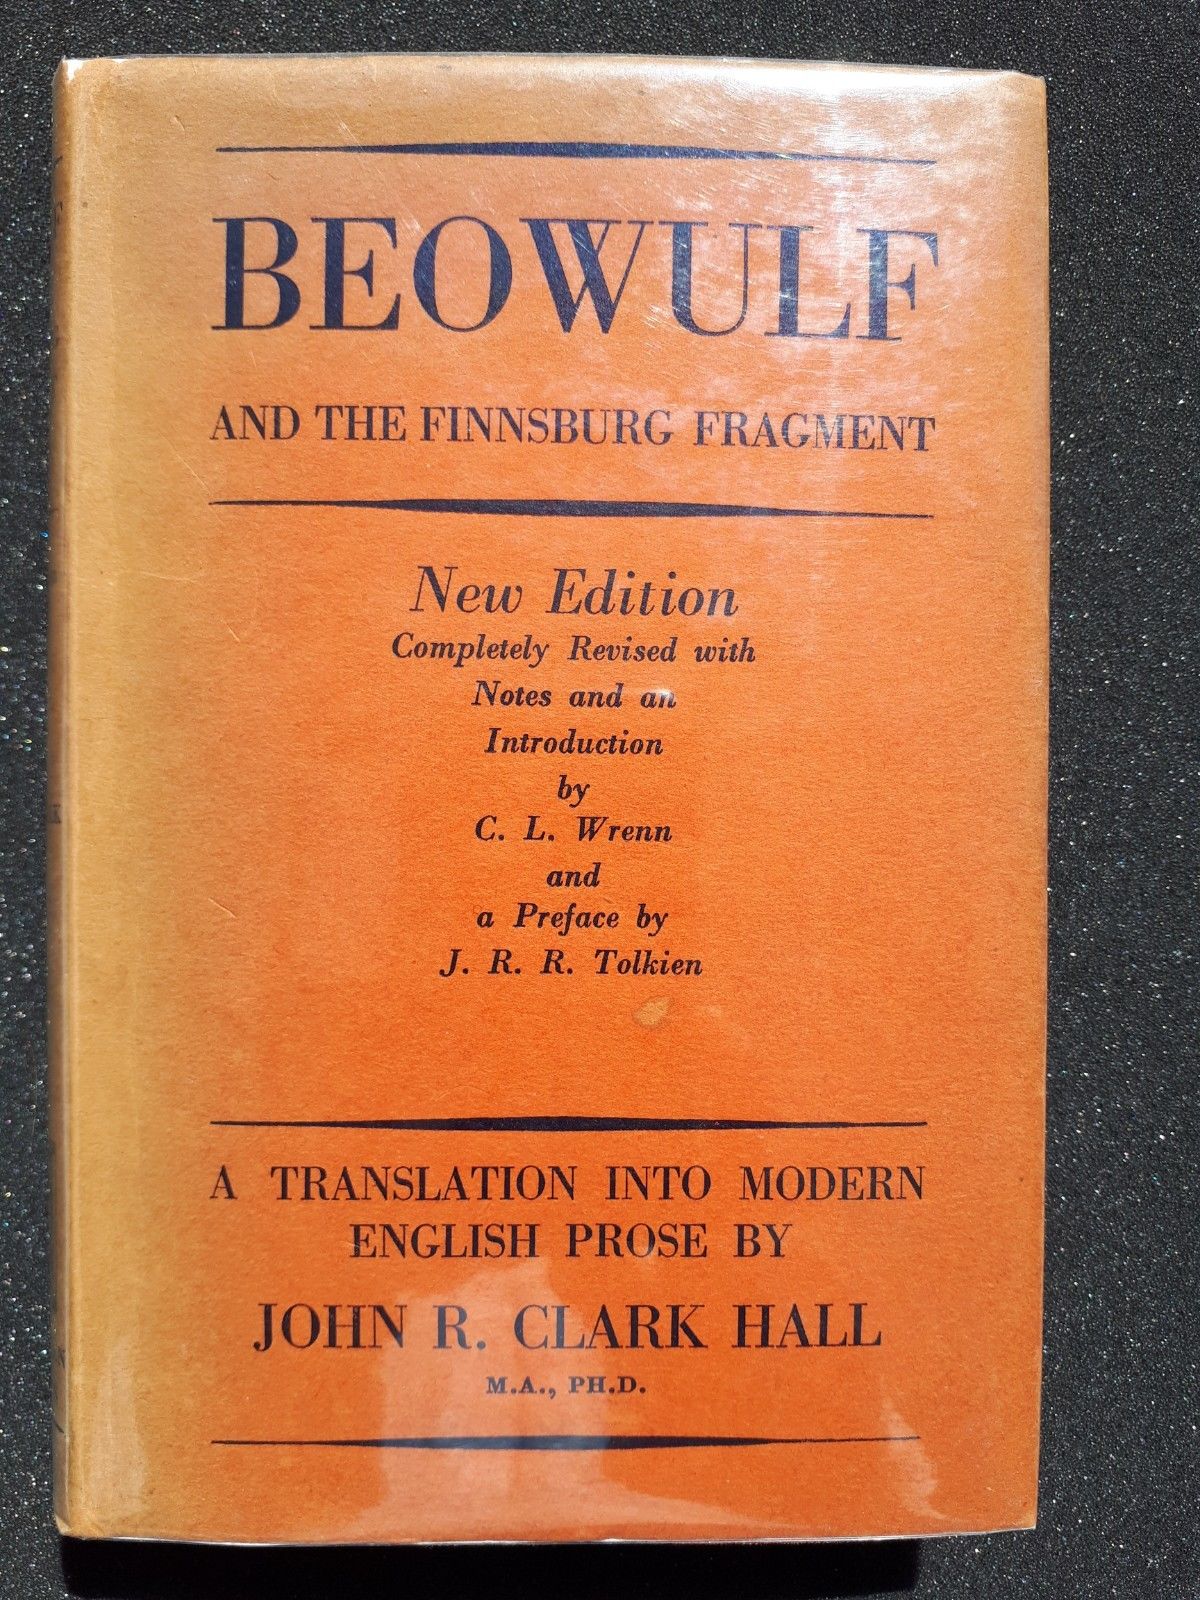 BEOWULF
AND THE FINNSBURG FRAGMENT
New Edition
Completely Revised with
Notes and an
Introduction
by
C. L. Wrenn
and
a Preface by
J. R. R. Tolkien
A TRANSLATION INTO MODERN
ENGLISH PROSE BY
JOHN R. CLARK HALL
M.A., PH.D.